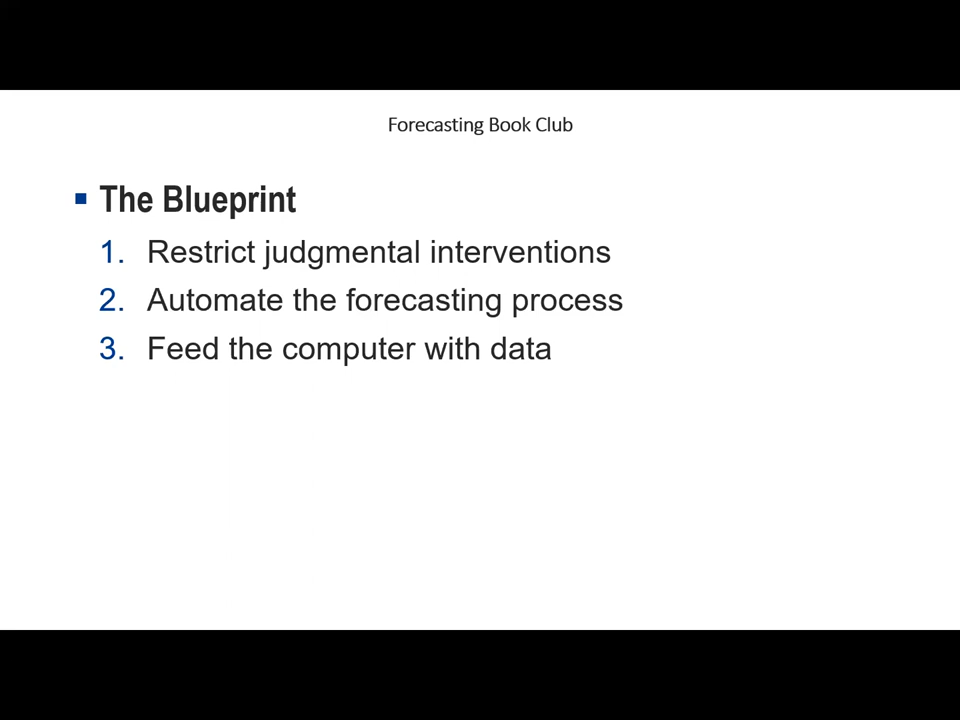 Forecasting Book Club
The Blueprint
1. Restrict judgmental interventions
2. Automate the forecasting process
3. Feed the computer with data